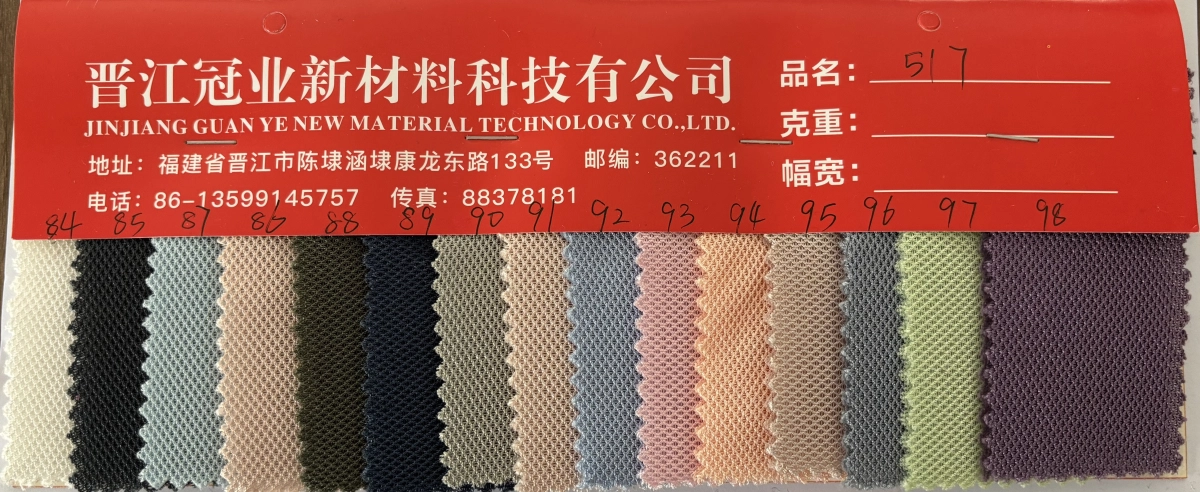 晋江冠业新材料科技有限公司
JINJIANG GUAN YE NEW MATERIAL TECHNOLOGY CO.,LTD.
地址：福建省晋江市陈埭涵埭康龙东路133号 邮编：362211
电话：86-13599145757 传真：88378181
品名：517
克重：
幅宽：
84 85 87 86 88 89 90 91 92 93 94 95 96 97 98